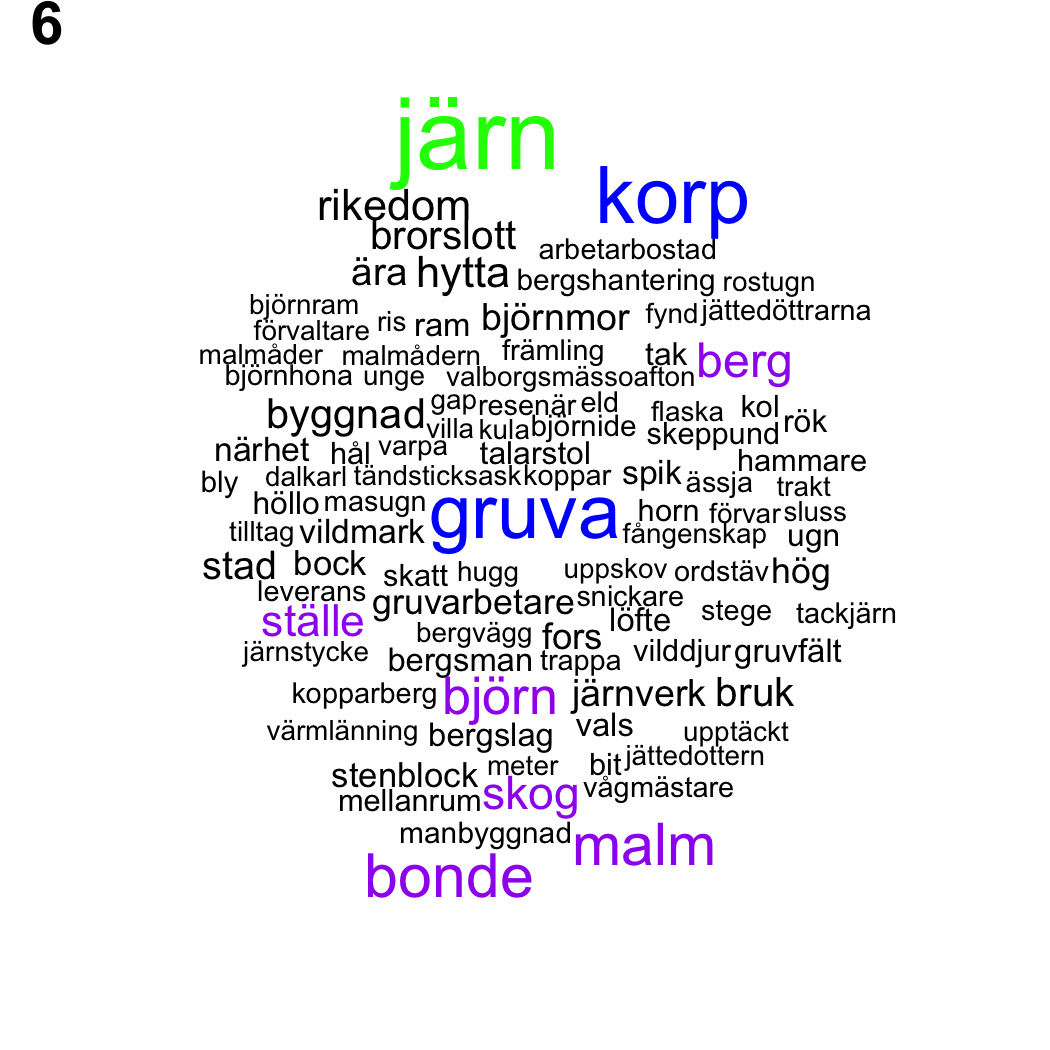 6
järn
korp
rikedom
brorslott
arbetarbostad
ära hytta bergshantering rostugn
björnram ris ram björnmor fynd jättedöttrarna
förvaltare
malmåder malmådern främling tak berg
björnhona unge valborgsmässoafton
byggnad gap resenär eld flaska kol rök
villa kula björnide skeppund
närhet hål varpa talarstol hammare
bly dalkarl tändsticksask koppar spik ässja trakt
höllo masugn gruva horn förvar sluss
tilltag vildmark fångenskap ugn
stad bock skatt hugg uppskov ordstäv hög
leverans gruvarbetare snickare stege tackjärn
ställe bergvägg fors löfte
järnstycke bergsman trappa vilddjur gruvfält
kopparberg björn järnverk bruk
värmlänning bergslag vals upptäckt
stenblock meter bit jättedottern
mellanrum skog vågmästare
manbyggnad malm
bonde